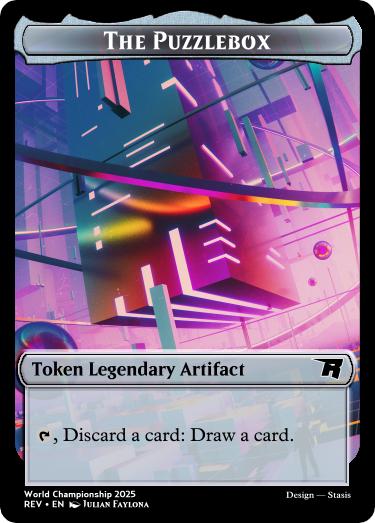 The Puzzlebox
Token Legendary Artifact
R
, Discard a card: Draw a card.
World Championship 2025
REV • EN Julian Faylona
Design — Stasis